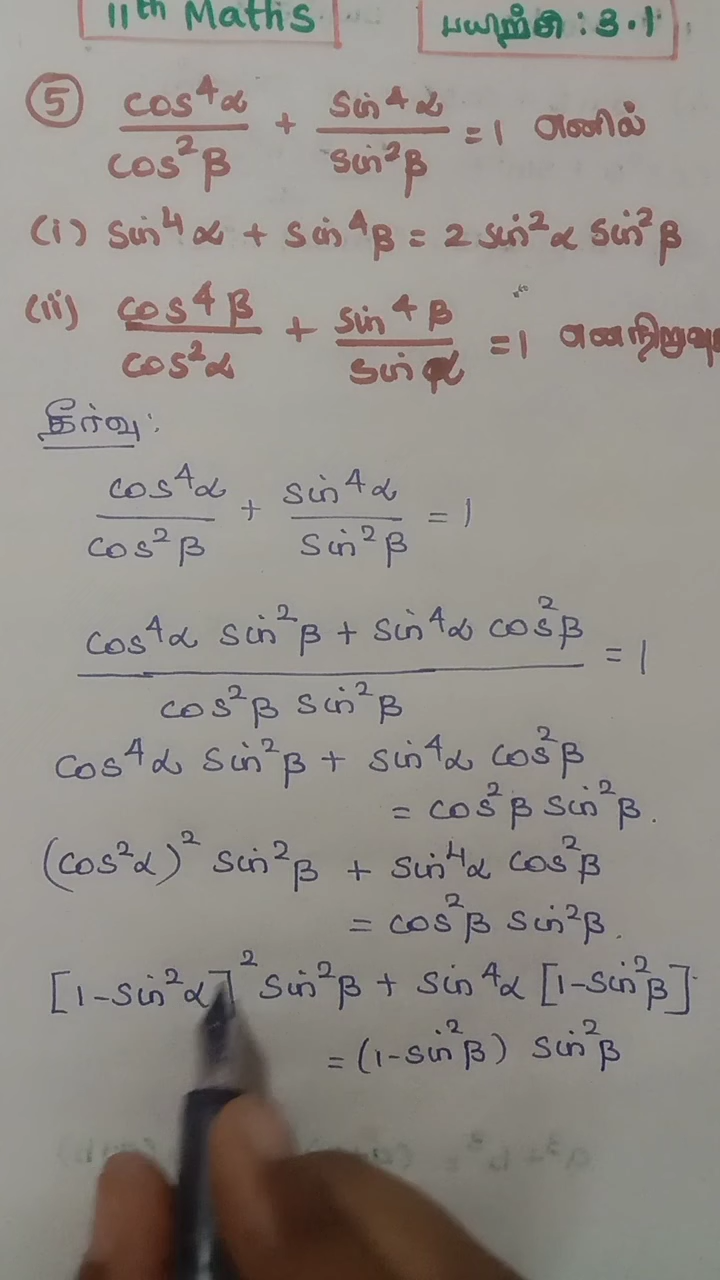 11th Maths
பயிற்சி : 3.1
⑤ cos⁴α/cos²β + sin⁴α/sin²β = 1 எனில்
(i) sin⁴α + sin⁴β = 2 sin²α sin²β
(ii) cos⁴β/cos²α + sin⁴β/sin α = 1 எனநிறுவு
தீர்வு:
cos⁴α/cos²β + sin⁴α/sin²β = 1
cos⁴α sin²β + sin⁴α cos²β / cos²β sin²β = 1
cos⁴α sin²β + sin⁴α cos²β
= cos²β sin²β.
(cos²α)² sin²β + sin⁴α cos²β
= cos²β sin²β.
[1-sin²α]² sin²β + sin⁴α [1-sin²β]
= (1-sin²β) sin²β